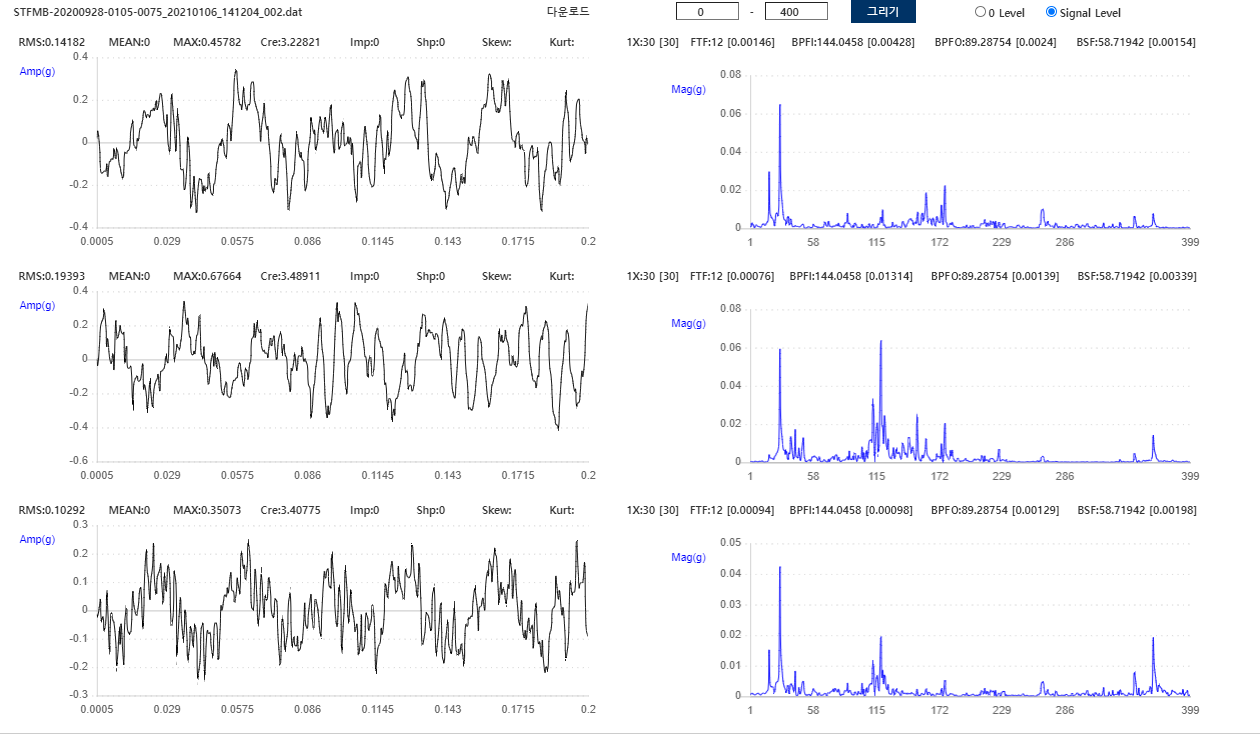 STFMB-20200928-0105-0075_20210106_141204_002.dat 다운로드 0 - 400 그리기 0 Level Signal Level
RMS:0.14182 MEAN:0 MAX:0.45782 Cre:3.22821 Imp:0 Shp:0 Skew: Kurt:
Amp(g)
0.4
0.2
0
-0.2
-0.4
0.0005 0.029 0.0575 0.086 0.1145 0.143 0.1715 0.2
1X:30 [30] FTF:12 [0.00146] BPFI:144.0458 [0.00428] BPFO:89.28754 [0.0024] BSF:58.71942 [0.00154]
Mag(g)
0.08
0.06
0.04
0.02
0
1 58 115 172 229 286 399
RMS:0.19393 MEAN:0 MAX:0.67664 Cre:3.48911 Imp:0 Shp:0 Skew: Kurt:
Amp(g)
0.4
0.2
0
-0.2
-0.4
-0.6
0.0005 0.029 0.0575 0.086 0.1145 0.143 0.1715 0.2
1X:30 [30] FTF:12 [0.00076] BPFI:144.0458 [0.01314] BPFO:89.28754 [0.00139] BSF:58.71942 [0.00339]
Mag(g)
0.08
0.06
0.04
0.02
0
1 58 115 172 229 286 399
RMS:0.10292 MEAN:0 MAX:0.35073 Cre:3.40775 Imp:0 Shp:0 Skew: Kurt:
Amp(g)
0.3
0.2
0.1
0
-0.1
-0.2
-0.3
0.0005 0.029 0.0575 0.086 0.1145 0.143 0.1715 0.2
1X:30 [30] FTF:12 [0.00094] BPFI:144.0458 [0.00098] BPFO:89.28754 [0.00129] BSF:58.71942 [0.00198]
Mag(g)
0.05
0.04
0.03
0.02
0.01
0
1 58 115 172 229 286 399